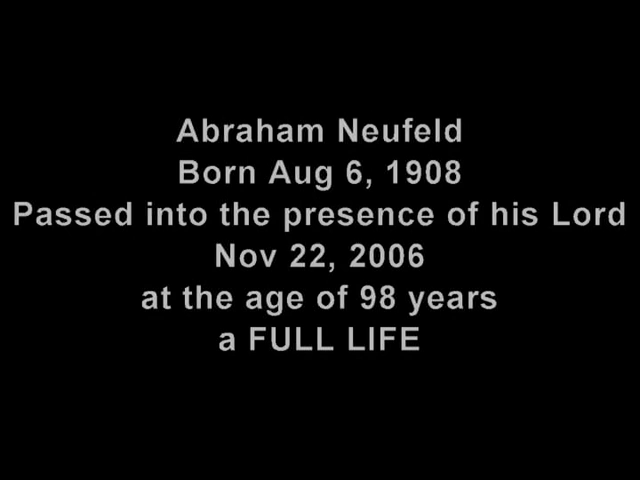 Abraham Neufeld
Born Aug 6, 1908
Passed into the presence of his Lord
Nov 22, 2006
at the age of 98 years
a FULL LIFE